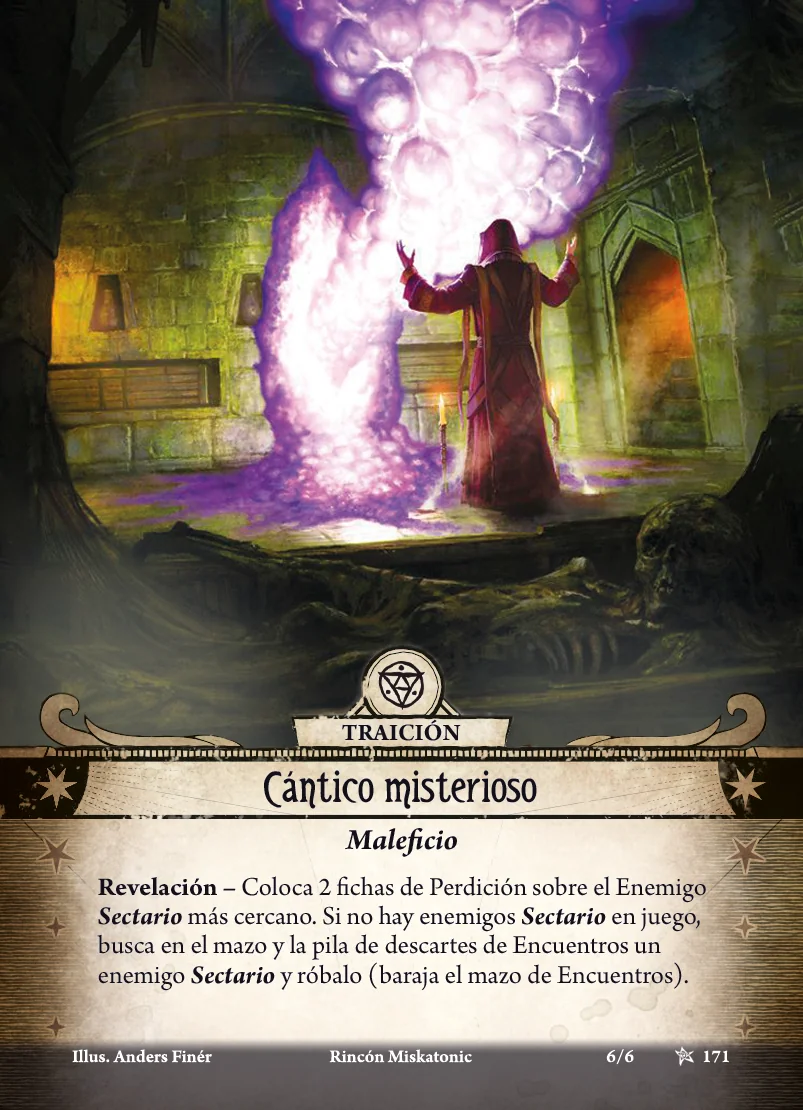 TRAICIÓN
Cántico misterioso
Maleficio
Revelación – Coloca 2 fichas de Perdición sobre el Enemigo
Sectario más cercano. Si no hay enemigos Sectario en juego,
busca en el mazo y la pila de descartes de Encuentros un
enemigo Sectario y róbalo (baraja el mazo de Encuentros).
Illus. Anders Finér Rincón Miskatonic 6/6 171